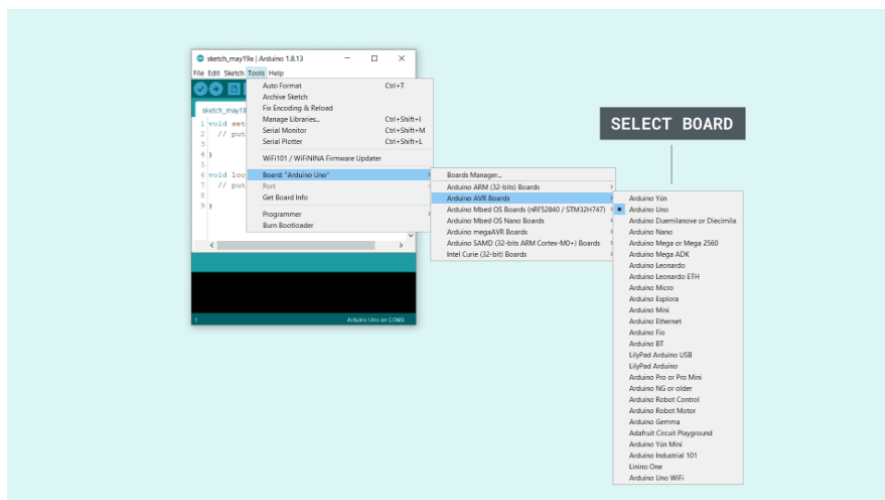 sketch_may19a | Arduino 1.8.13
File Edit Sketch Tools Help
Auto Format Ctrl+T
Archive Sketch
Fix Encoding & Reload
Manage Libraries... Ctrl+Shift+I
Serial Monitor Ctrl+Shift+M
Serial Plotter Ctrl+Shift+L
WiFi101 / WiFiNINA Firmware Updater
Board: "Arduino Uno"
Port
Get Board Info
Programmer
Burn Bootloader
sketch_may19
1 void set
2 // put
3
4 }
5
6 void loo
7 // put
8
9 }
Arduino Uno on COM3
Boards Manager...
Arduino ARM (32-bits) Boards
Arduino AVR Boards
Arduino Mbed OS Boards (nRF52840 / STM32H747)
Arduino Mbed OS Nano Boards
Arduino megaAVR Boards
Arduino SAMD (32-bits ARM Cortex-M0+) Boards
Intel Curie (32-bit) Boards
SELECT BOARD
Arduino Yún
Arduino Uno
Arduino Duemilanove or Diecimila
Arduino Nano
Arduino Mega or Mega 2560
Arduino Mega ADK
Arduino Leonardo
Arduino Leonardo ETH
Arduino Micro
Arduino Esplora
Arduino Mini
Arduino Ethernet
Arduino Fio
Arduino BT
LilyPad Arduino USB
LilyPad Arduino
Arduino Pro or Pro Mini
Arduino NG or older
Arduino Robot Control
Arduino Robot Motor
Arduino Gemma
Adafruit Circuit Playground
Arduino Yún Mini
Arduino Industrial 101
Linino One
Arduino Uno WiFi